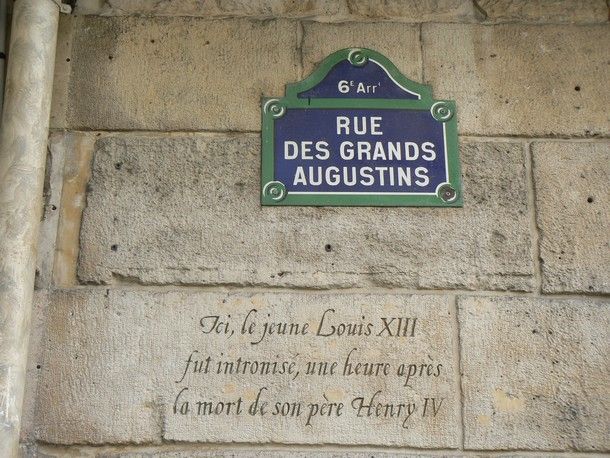 6E Arrt
RUE
DES GRANDS
AUGUSTINS
Ici, le jeune Louis XIII
fut intronisé, une heure après
la mort de son père Henry IV